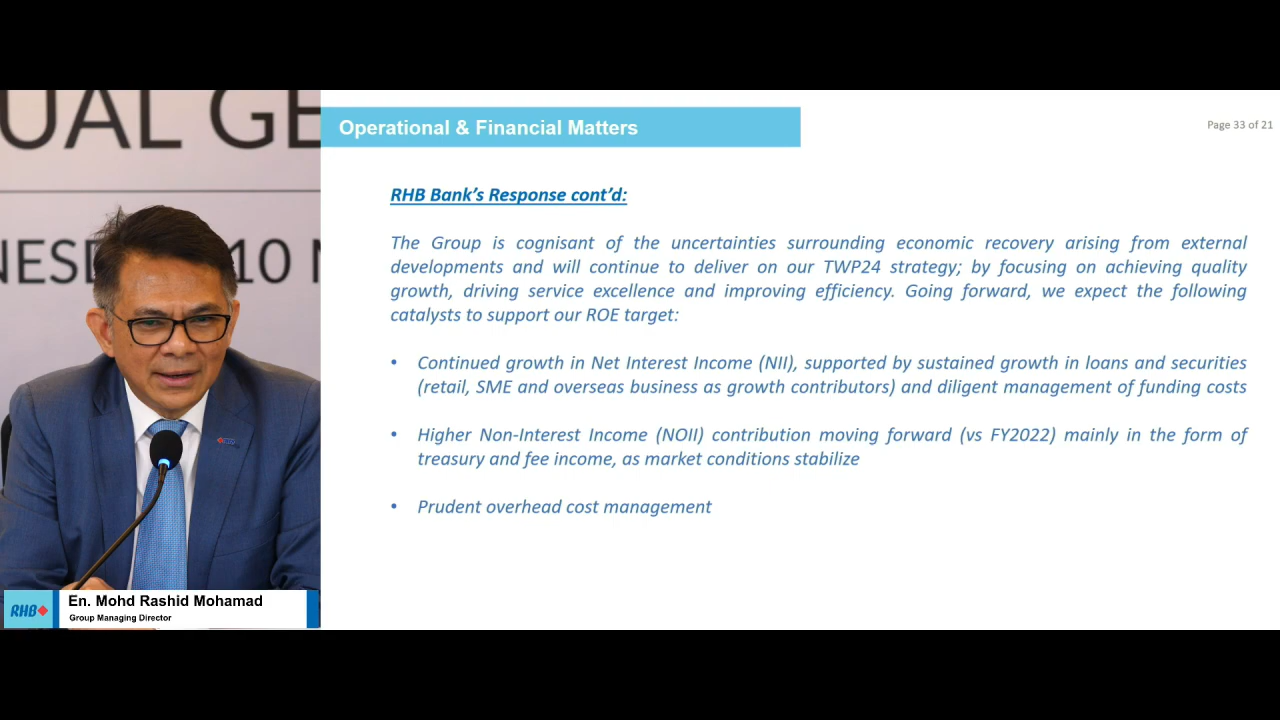 UAL GE
10
Operational & Financial Matters
Page 33 of 21
RHB Bank’s Response cont’d:
The Group is cognisant of the uncertainties surrounding economic recovery arising from external
developments and will continue to deliver on our TWP24 strategy; by focusing on achieving quality
growth, driving service excellence and improving efficiency. Going forward, we expect the following
catalysts to support our ROE target:
• Continued growth in Net Interest Income (NII), supported by sustained growth in loans and securities
(retail, SME and overseas business as growth contributors) and diligent management of funding costs
• Higher Non-Interest Income (NOII) contribution moving forward (vs FY2022) mainly in the form of
treasury and fee income, as market conditions stabilize
• Prudent overhead cost management
RHB
En. Mohd Rashid Mohamad
Group Managing Director